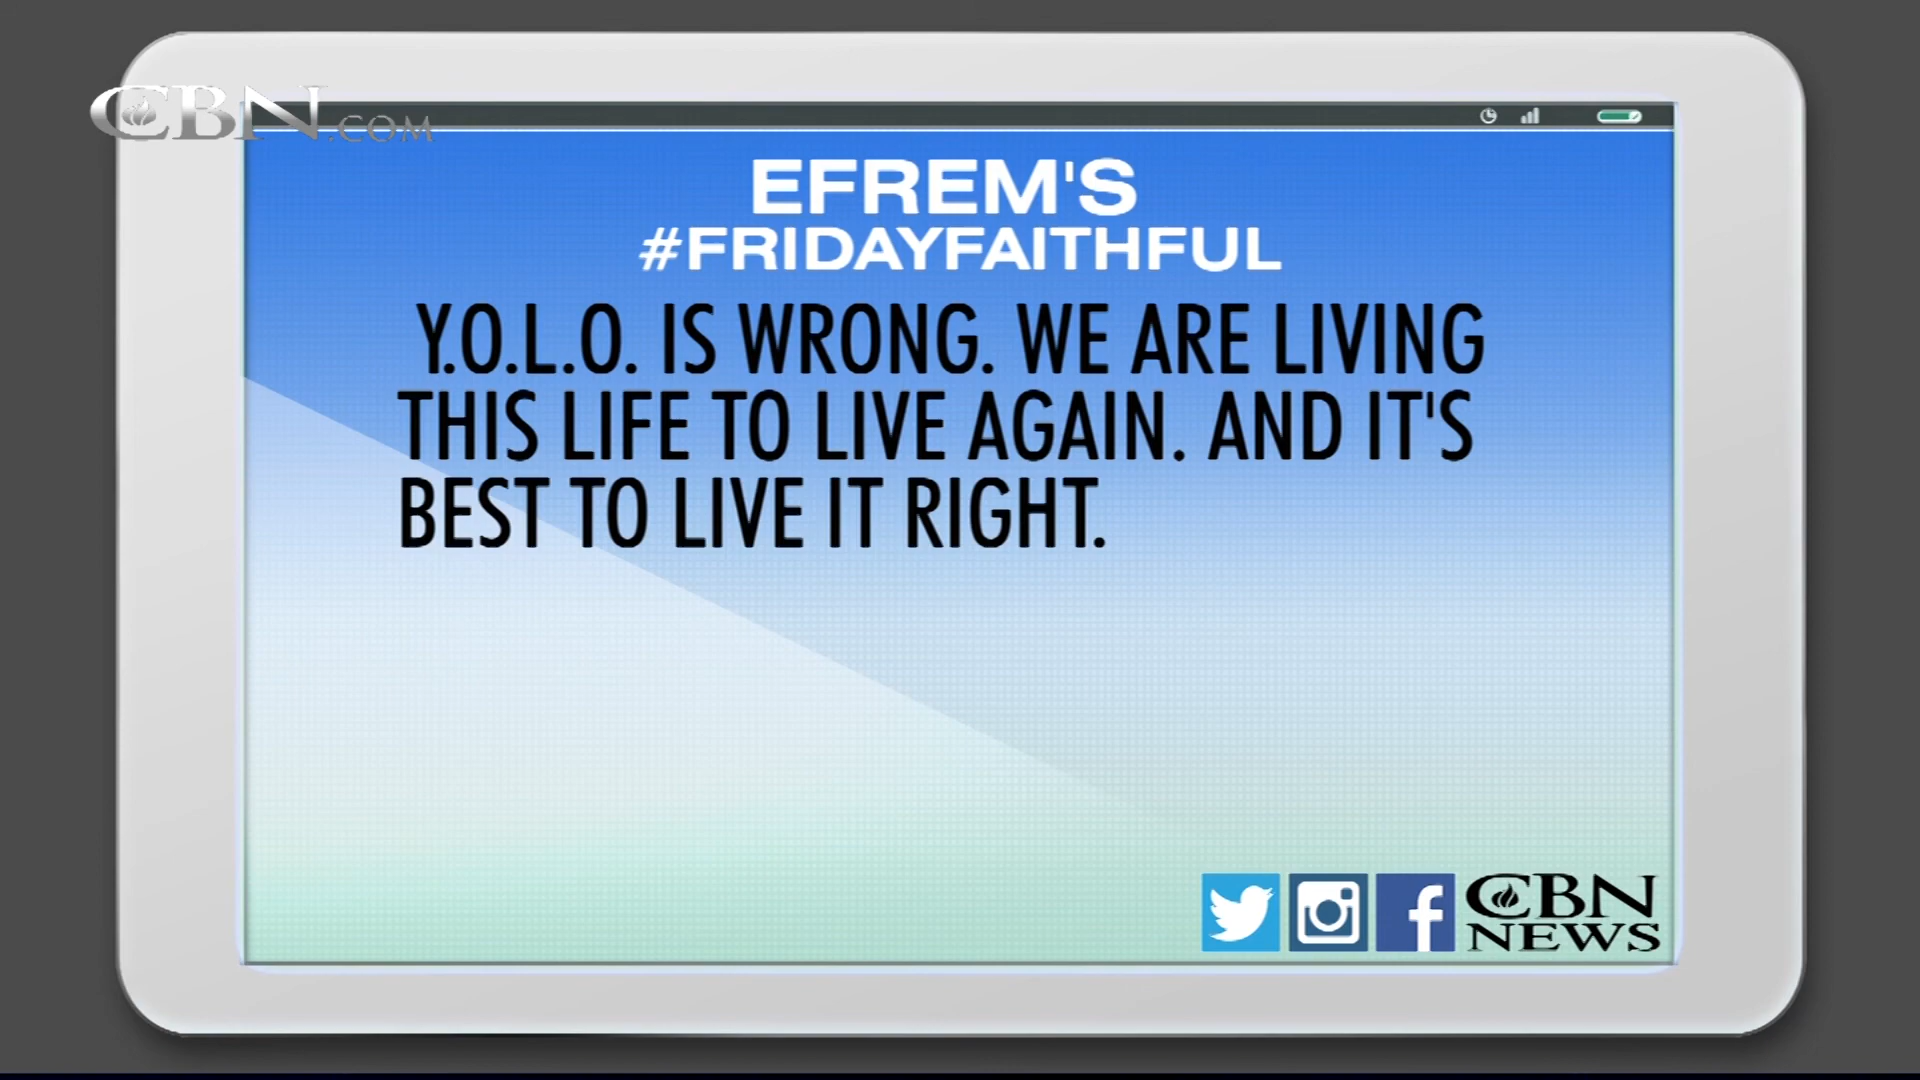 CBN.COM
EFREM'S
#FRIDAYFAITHFUL
Y.O.L.O. IS WRONG. WE ARE LIVING
THIS LIFE TO LIVE AGAIN. AND IT'S
BEST TO LIVE IT RIGHT.
CBN
NEWS